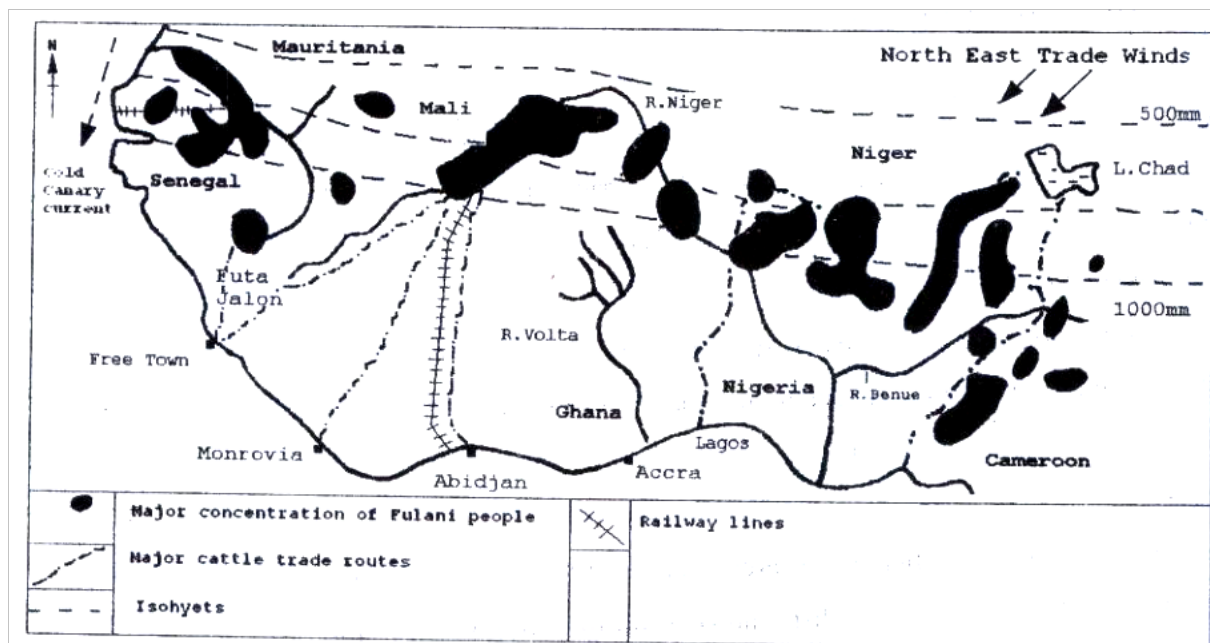 N
Mauritania
North East Trade Winds
Mali
R.Niger
500mm
Niger
L.Chad
Cold
Canary
current
Senegal
Futa
Jalon
1000mm
Free Town
R.Volta
Nigeria
R.Benue
Ghana
Monrovia
Lagos
Abidjan
Accra
Cameroon
Major concentration of Fulani people
Railway lines
Major cattle trade routes
Isohyets